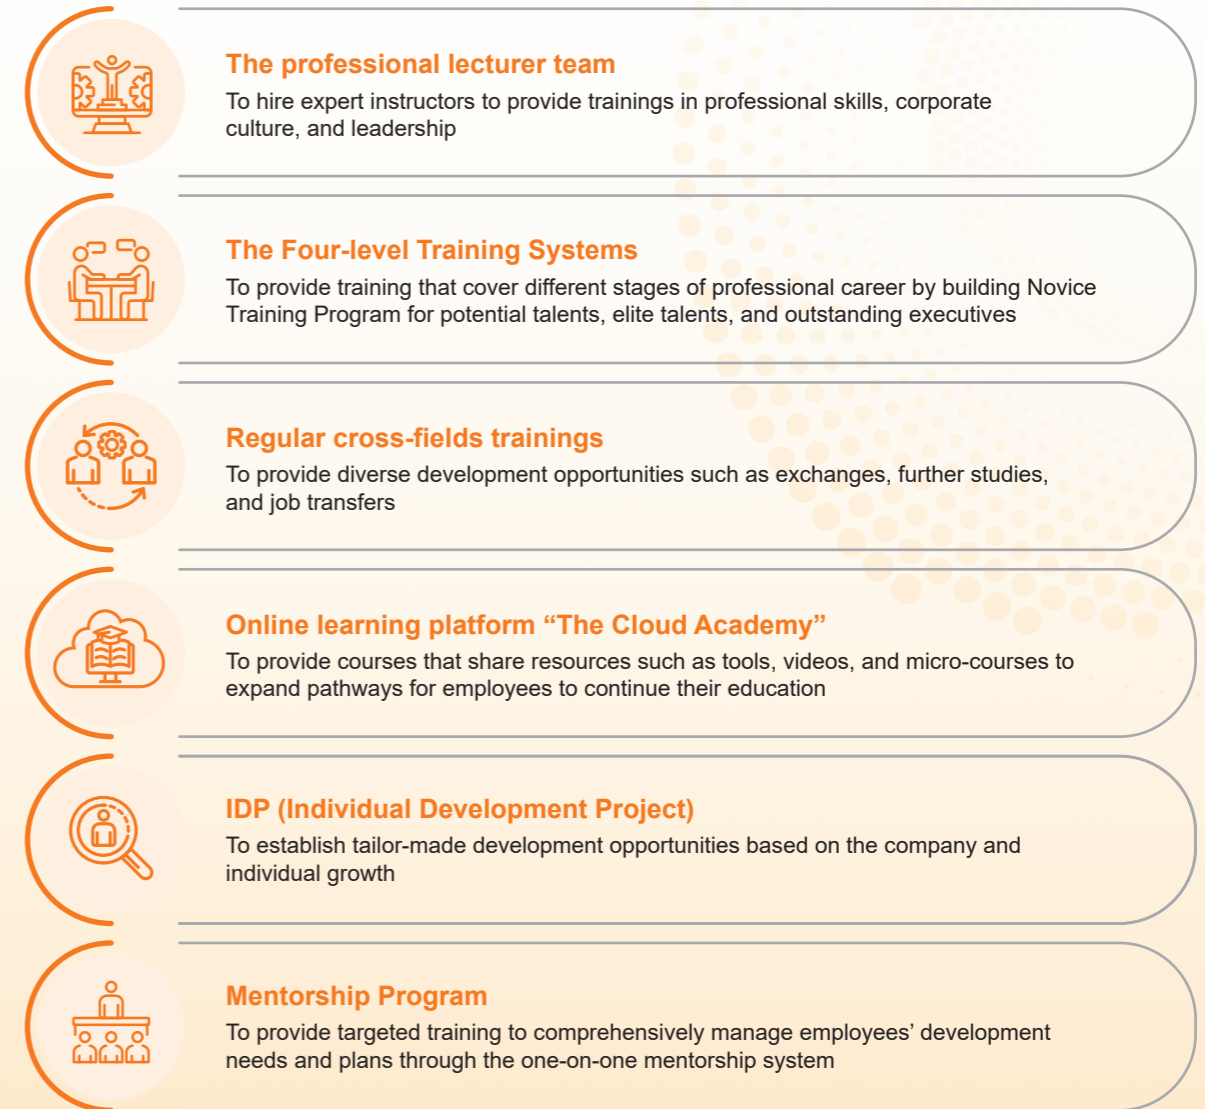 The professional lecturer team
To hire expert instructors to provide trainings in professional skills, corporate
culture, and leadership
The Four-level Training Systems
To provide training that cover different stages of professional career by building Novice
Training Program for potential talents, elite talents, and outstanding executives
Regular cross-fields trainings
To provide diverse development opportunities such as exchanges, further studies,
and job transfers
Online learning platform “The Cloud Academy”
To provide courses that share resources such as tools, videos, and micro-courses to
expand pathways for employees to continue their education
IDP (Individual Development Project)
To establish tailor-made development opportunities based on the company and
individual growth
Mentorship Program
To provide targeted training to comprehensively manage employees’ development
needs and plans through the one-on-one mentorship system